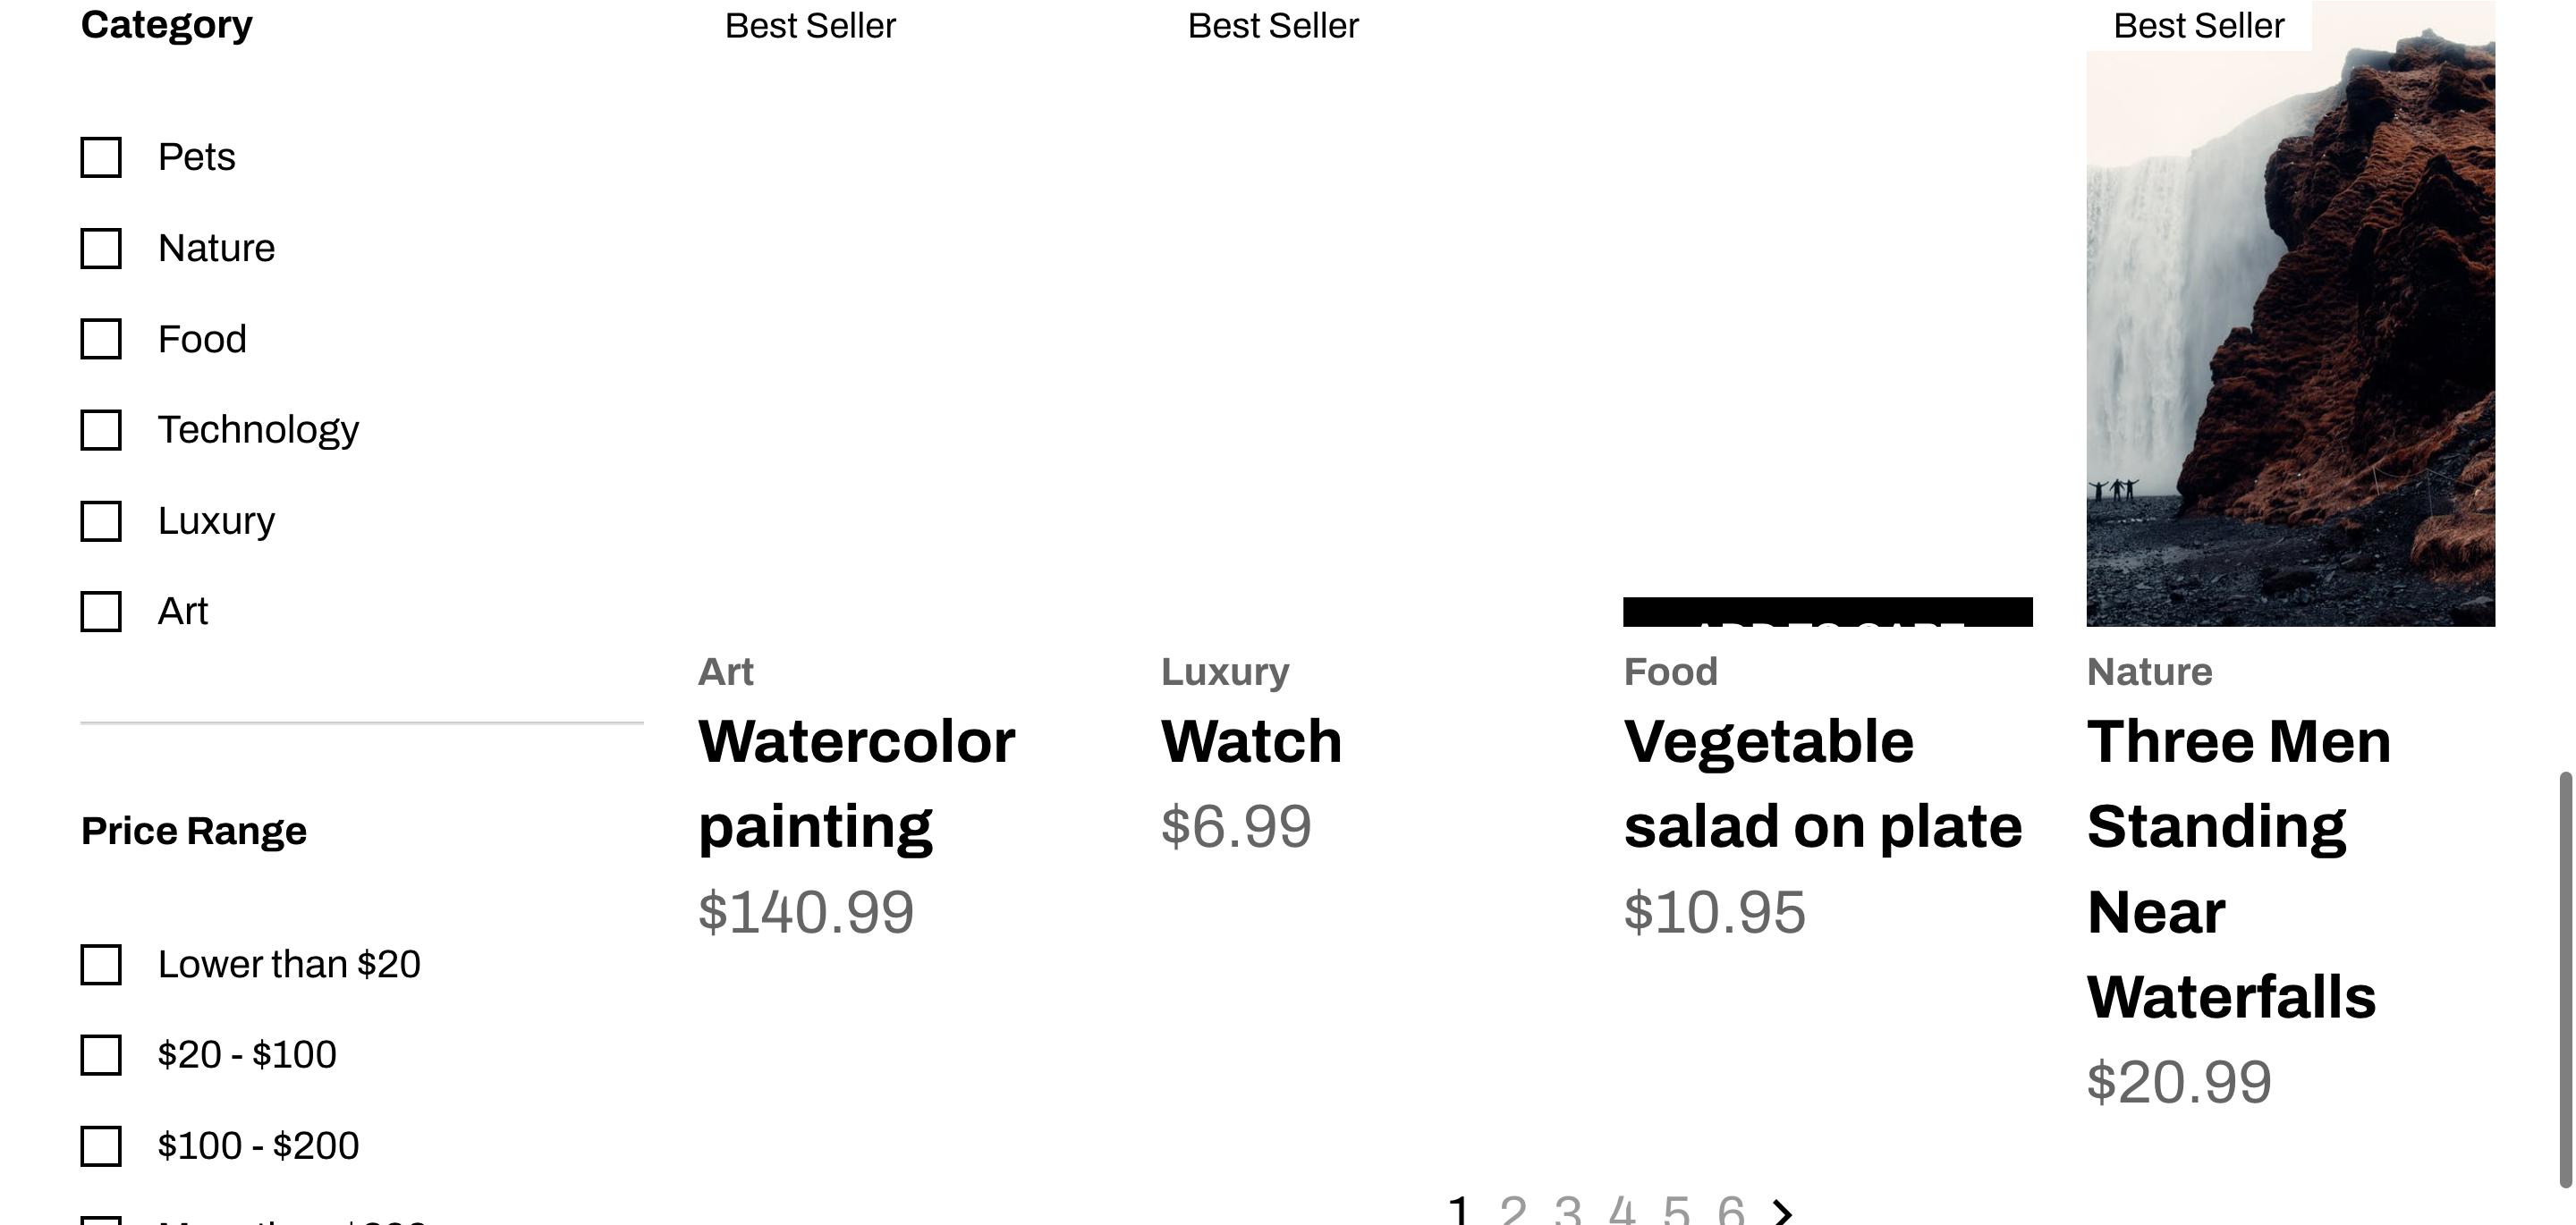 Category
Pets
Nature
Food
Technology
Luxury
Art
Price Range
Lower than $20
$20 - $100
$100 - $200
Best Seller
Art
Watercolor
painting
$140.99
Best Seller
Luxury
Watch
$6.99
Food
Vegetable
salad on plate
$10.95
Best Seller
Nature
Three Men
Standing
Near
Waterfalls
$20.99
1 2 3 4 5 6